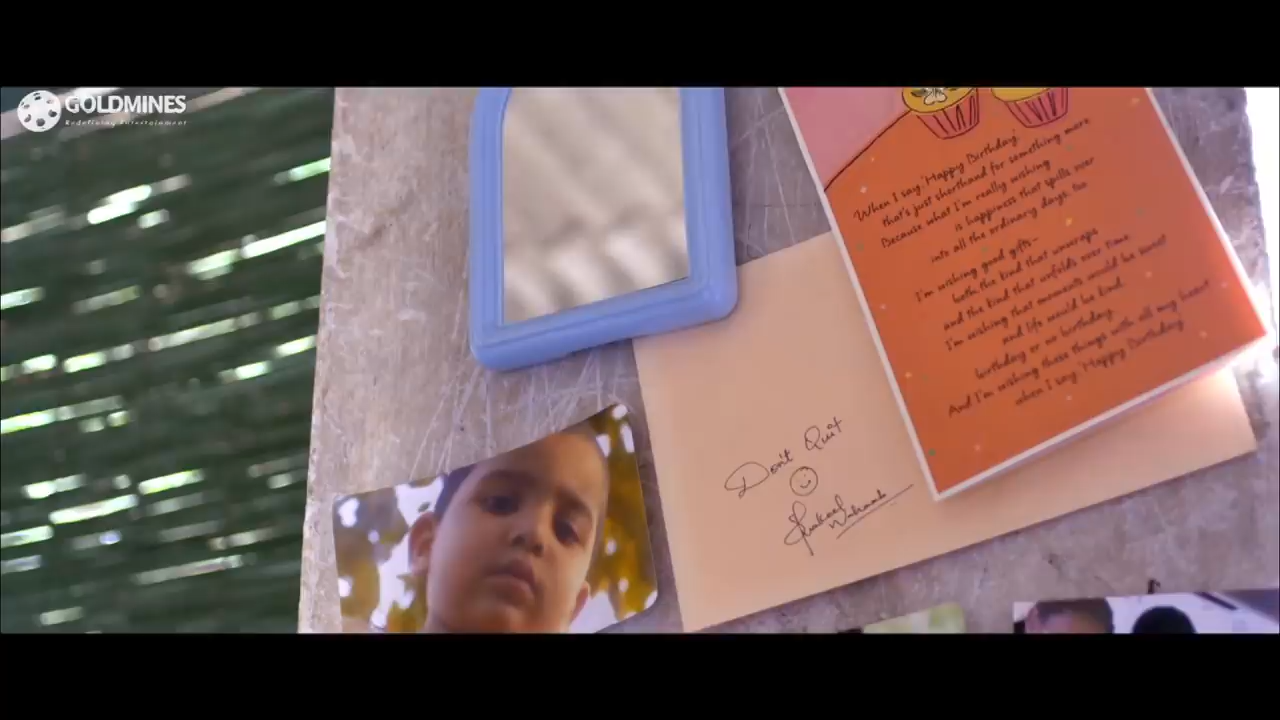 GOLDMINES
Redefining Entertainment
When I say 'Happy Birthday'
that's just shorthand for something more
Because what I'm really wishing
is happiness that spills over
into all the ordinary days too
I'm wishing good gifts-
both the kind that unwraps
and the kind that unfolds over time
I'm wishing that moments would be sweet
and life would be kind.
birthday or no birthday.
And I'm wishing these things with all my heart
when I say 'Happy Birthday'
Don't Quit